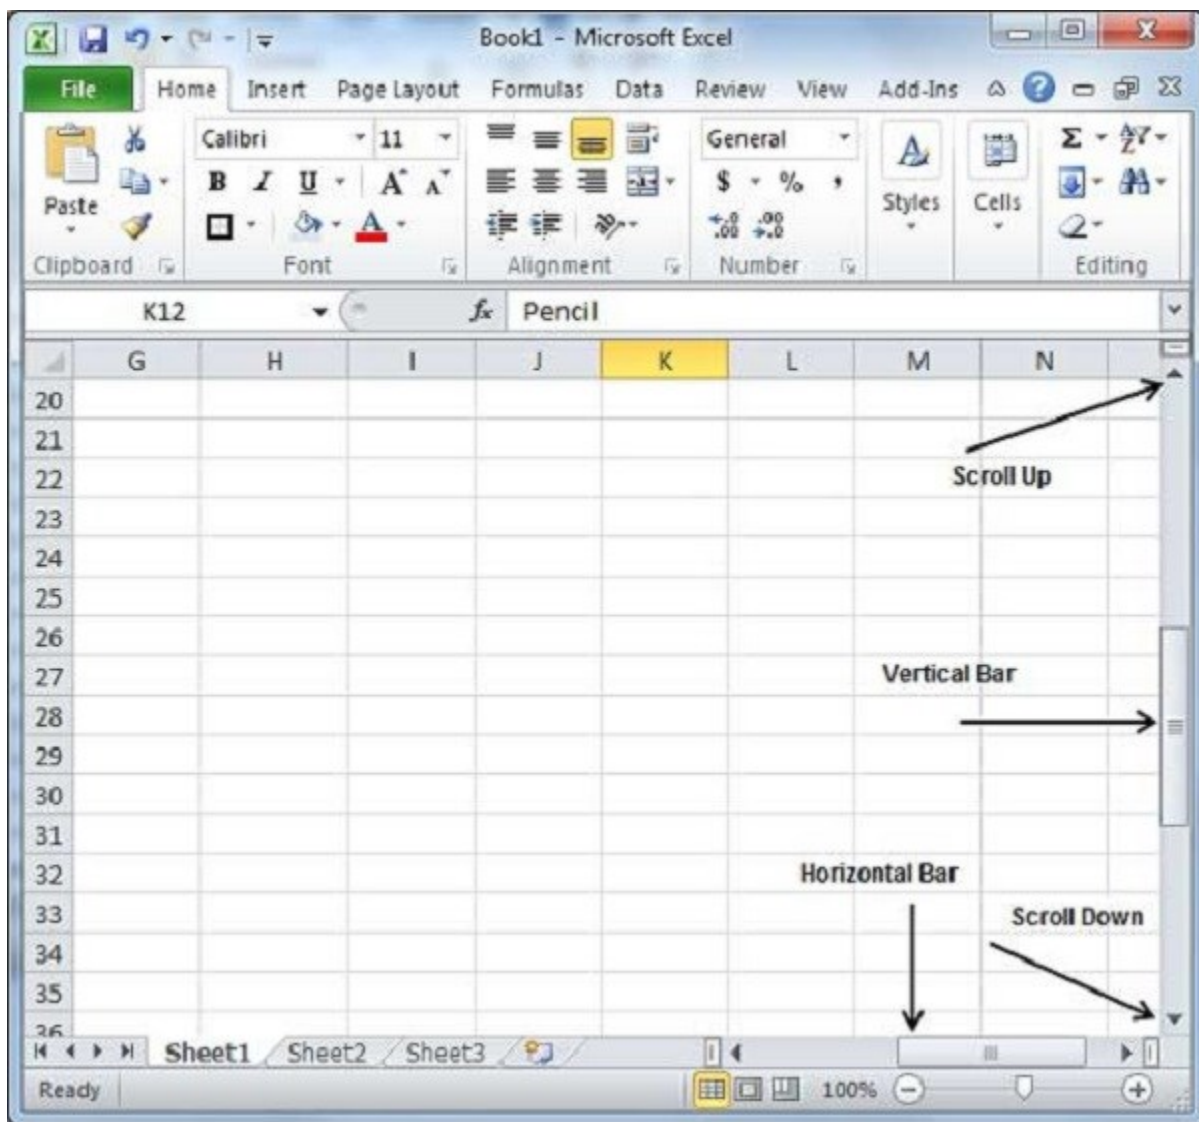 Book1 - Microsoft Excel
File Home Insert Page Layout Formulas Data Review View Add-Ins
Calibri 11 General
B I U A A $ % ,
Paste A Styles Cells
Clipboard Font Alignment Number Editing
K12 fx Pencil
G H I J K L M N
20
21
22 Scroll Up
23
24
25
26
27 Vertical Bar
28
29
30
31
32 Horizontal Bar
33 Scroll Down
34
35
36
Sheet1 Sheet2 Sheet3
Ready 100%